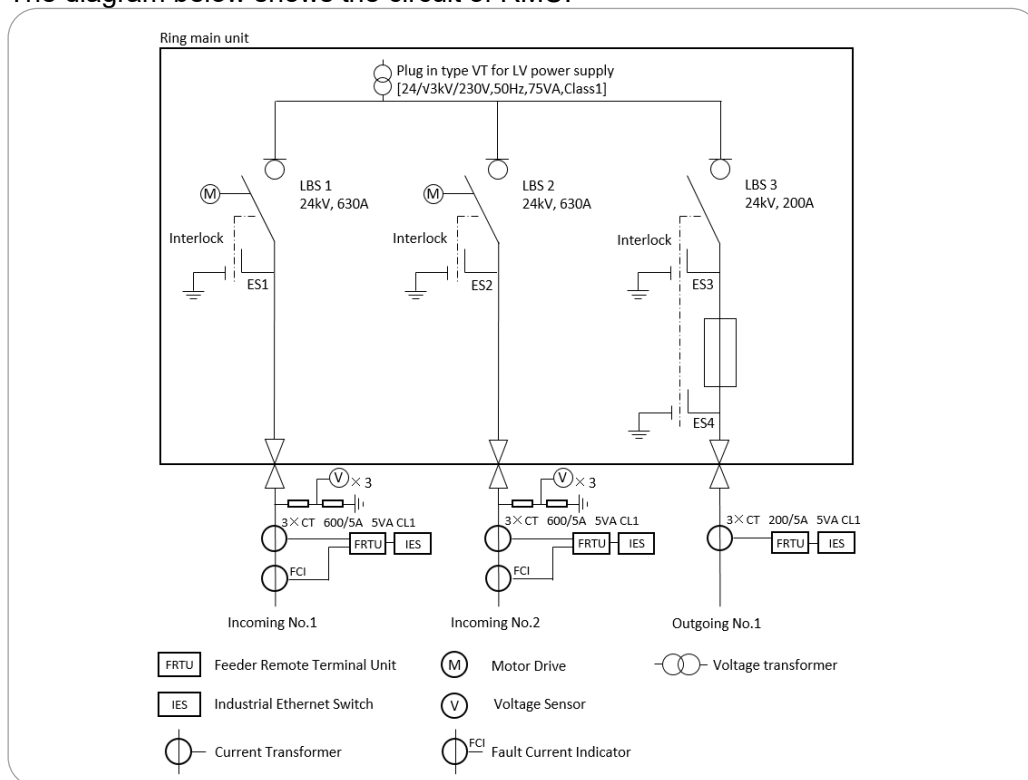 The diagram below shows the circuit of RMU.
Ring main unit
Plug in type VT for LV power supply
[24/√3kV/230V,50Hz,75VA,Class1]
LBS 1
24kV, 630A
M
Interlock
ES1
LBS 2
24kV, 630A
M
Interlock
ES2
LBS 3
24kV, 200A
Interlock
ES3
ES4
V × 3
3×CT 600/5A 5VA CL1
FRTU IES
FCI
V × 3
3×CT 600/5A 5VA CL1
FRTU IES
FCI
3×CT 200/5A 5VA CL1
FRTU IES
Incoming No.1
Incoming No.2
Outgoing No.1
FRTU Feeder Remote Terminal Unit
M Motor Drive
Voltage transformer
IES Industrial Ethernet Switch
V Voltage Sensor
Current Transformer
FCI Fault Current Indicator